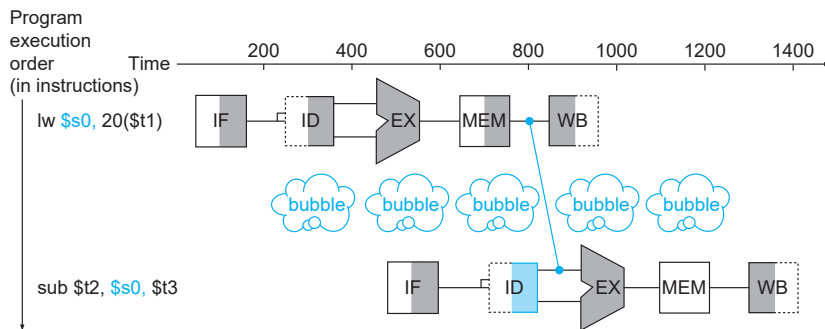 Program
execution
order Time
(in instructions)
200 400 600 800 1000 1200 1400
lw $s0, 20($t1)
IF ID EX MEM WB
bubble bubble bubble bubble bubble
sub $t2, $s0, $t3
IF ID EX MEM WB